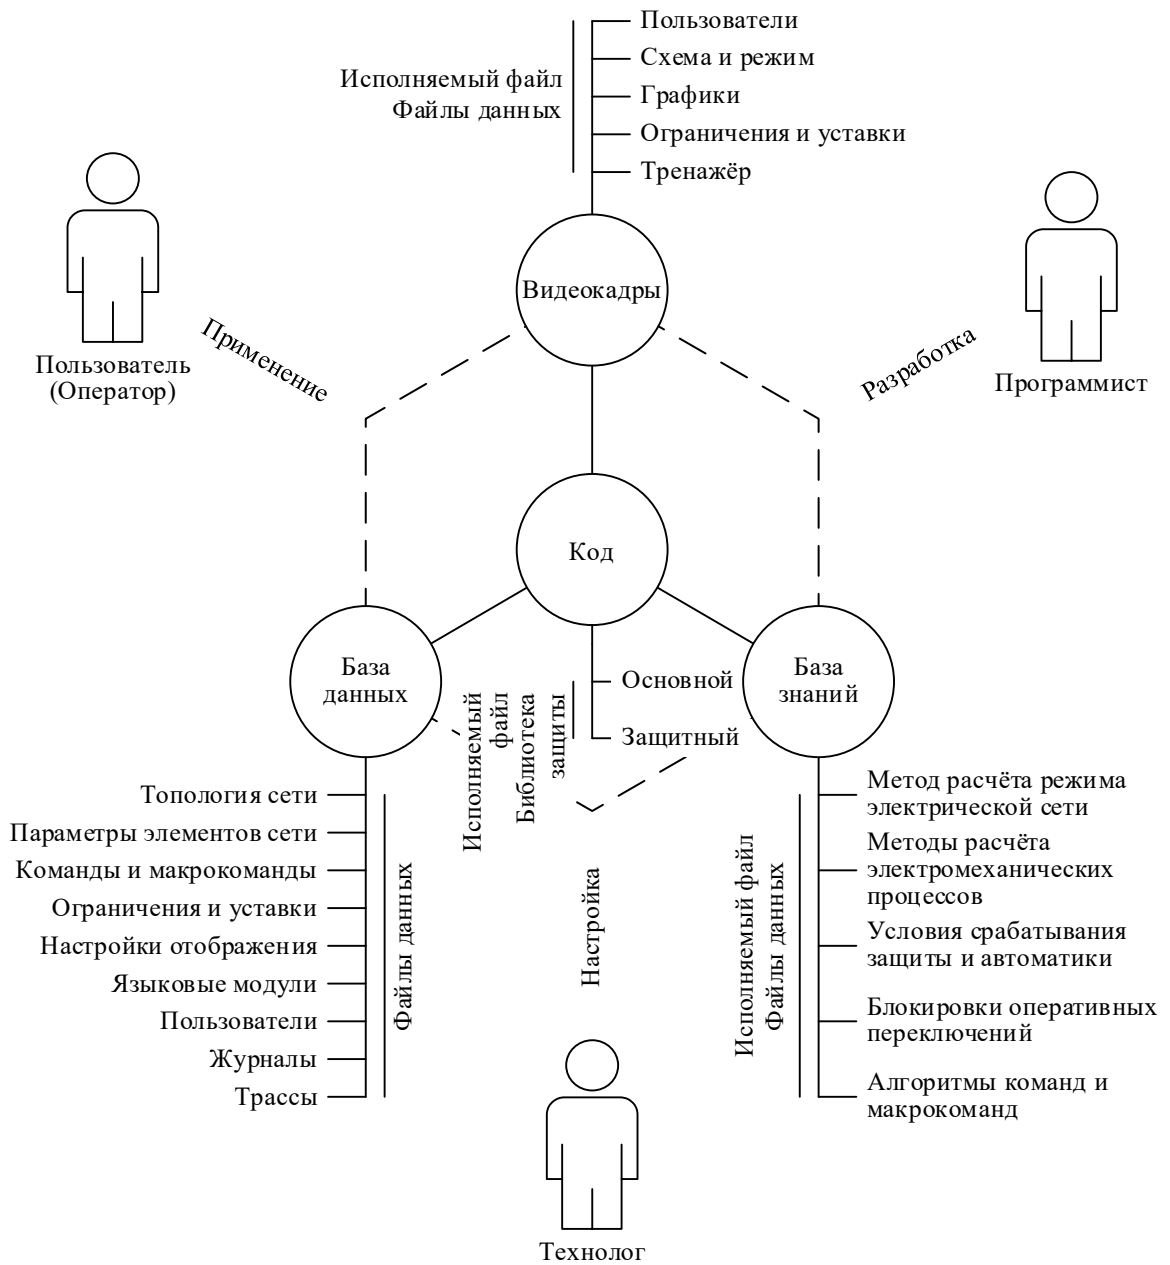 Пользователи
Схема и режим
Графики
Ограничения и уставки
Тренажёр
Исполняемый файл
Файлы данных
Видеокадры
Пользователь
(Оператор)
Применение
Разработка
Программист
Код
База
данных
База
знаний
Основной
Защитный
Исполняемый
файл
Библиотека
защиты
Топология сети
Параметры элементов сети
Команды и макрокоманды
Ограничения и уставки
Настройки отображения
Языковые модули
Пользователи
Журналы
Трассы
Файлы данных
Настройка
Исполняемый файл
Файлы данных
Метод расчёта режима
электрической сети
Методы расчёта
электромеханических
процессов
Условия срабатывания
защиты и автоматики
Блокировки оперативных
переключений
Алгоритмы команд и
макрокоманд
Технолог